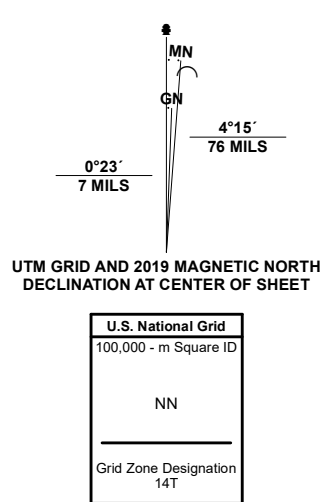 MN
GN
4°15´
76 MILS
0°23´
7 MILS
UTM GRID AND 2019 MAGNETIC NORTH
DECLINATION AT CENTER OF SHEET
U.S. National Grid
100,000 - m Square ID
NN
Grid Zone Designation
14T